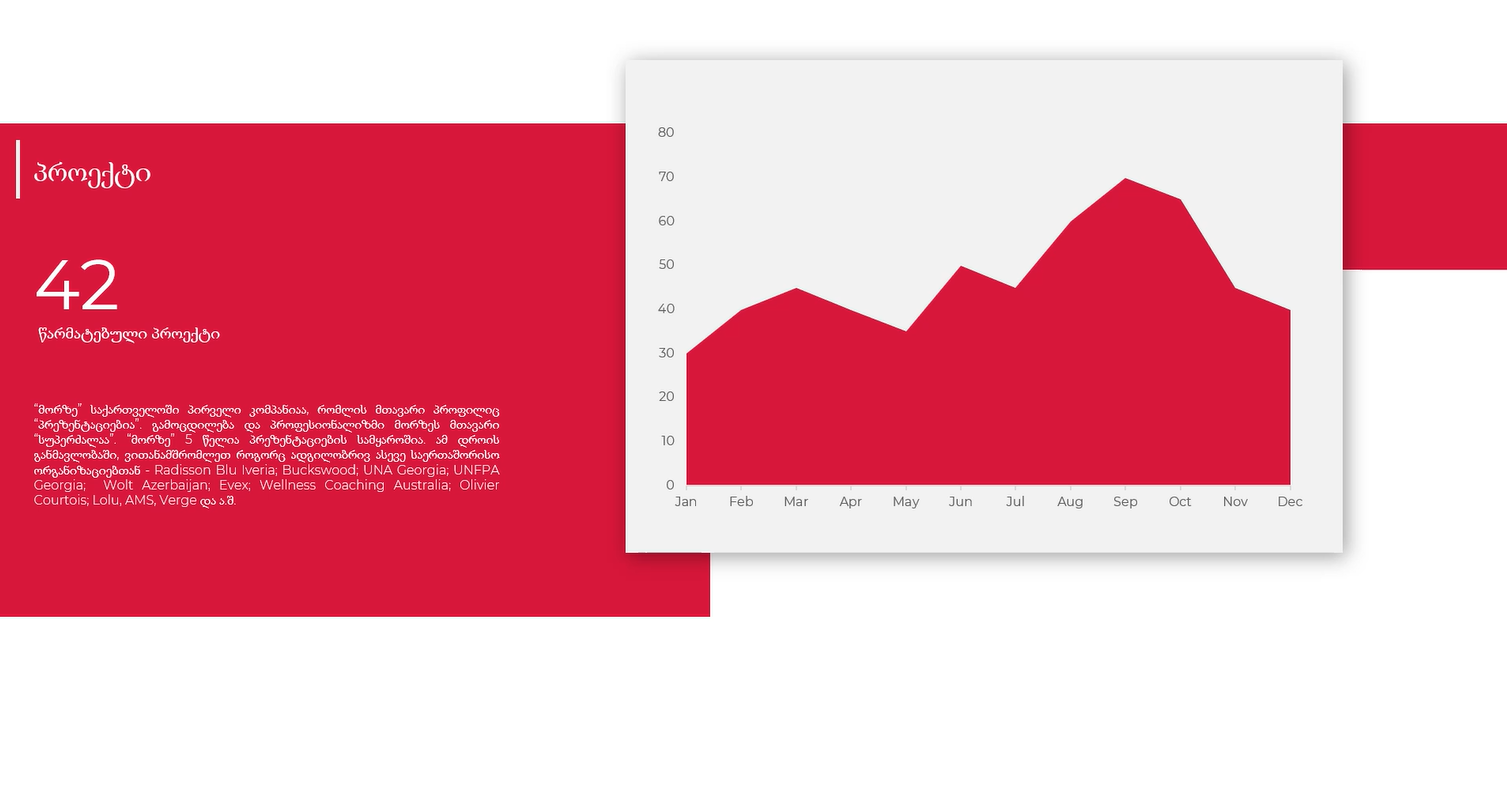 პროექტი
42
წარმატებული პროექტი
“მორზე” საქართველოში პირველი კომპანიაა, რომლის მთავარი პროფილიც
“პრეზენტაციებია”. გამოცდილება და პროფესიონალიზმი მორზეს მთავარი
“სუპერძალაა”. “მორზე” 5 წელია პრეზენტაციების სამყაროშია. ამ დროის
განმავლობაში, ვითანამშრომლეთ როგორც ადგილობრივ ასევე საერთაშორისო
ორგანიზაციებთან - Radisson Blu Iveria; Buckswood; UNA Georgia; UNFPA
Georgia; Wolt Azerbaijan; Evex; Wellness Coaching Australia; Olivier
Courtois; Lolu, AMS, Verge და ა.შ.
80
70
60
50
40
30
20
10
0
Jan Feb Mar Apr May Jun Jul Aug Sep Oct Nov Dec